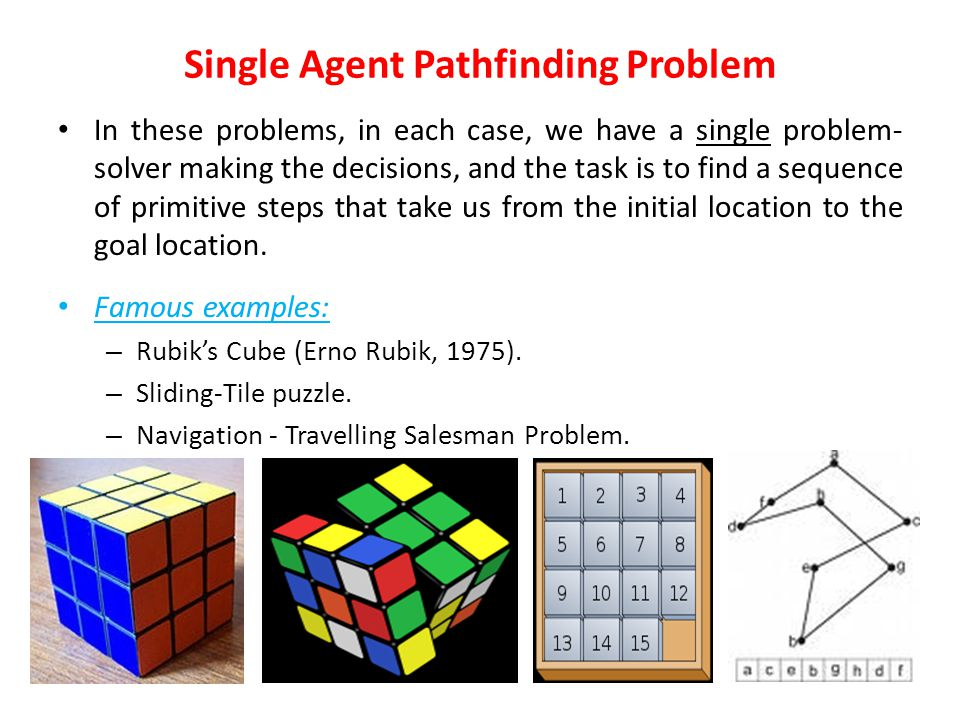 Single Agent Pathfinding Problem
• In these problems, in each case, we have a single problem-
solver making the decisions, and the task is to find a sequence
of primitive steps that take us from the initial location to the
goal location.
• Famous examples:
– Rubik’s Cube (Erno Rubik, 1975).
– Sliding-Tile puzzle.
– Navigation - Travelling Salesman Problem.
1 2 3 4
5 6 7 8
9 10 11 12
13 14 15
a
f h
d c
e g
b
a c e b g h d f